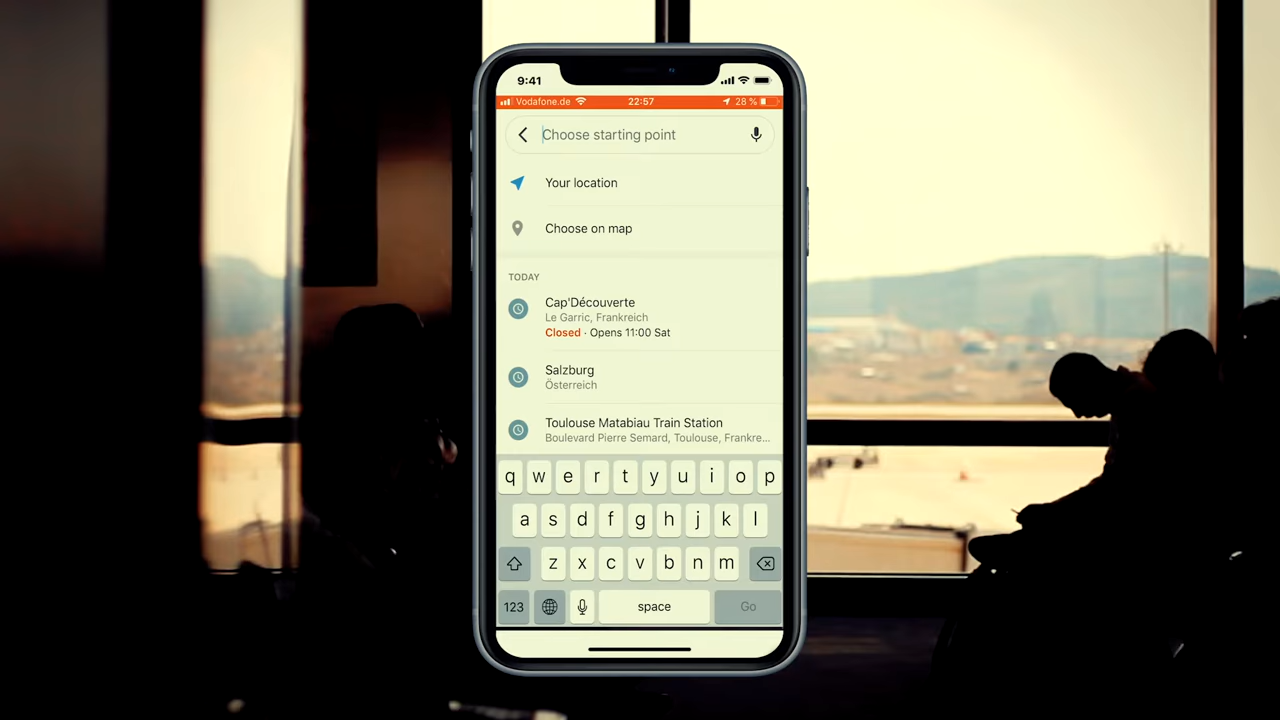 9:41
Vodafone.de 22:57 28 %
Choose starting point
Your location
Choose on map
TODAY
Cap'Découverte
Le Garric, Frankreich
Closed · Opens 11:00 Sat
Salzburg
Österreich
Toulouse Matabiau Train Station
Boulevard Pierre Semard, Toulouse, Frankre...
q w e r t y u i o p
a s d f g h j k l
z x c v b n m
123 space Go